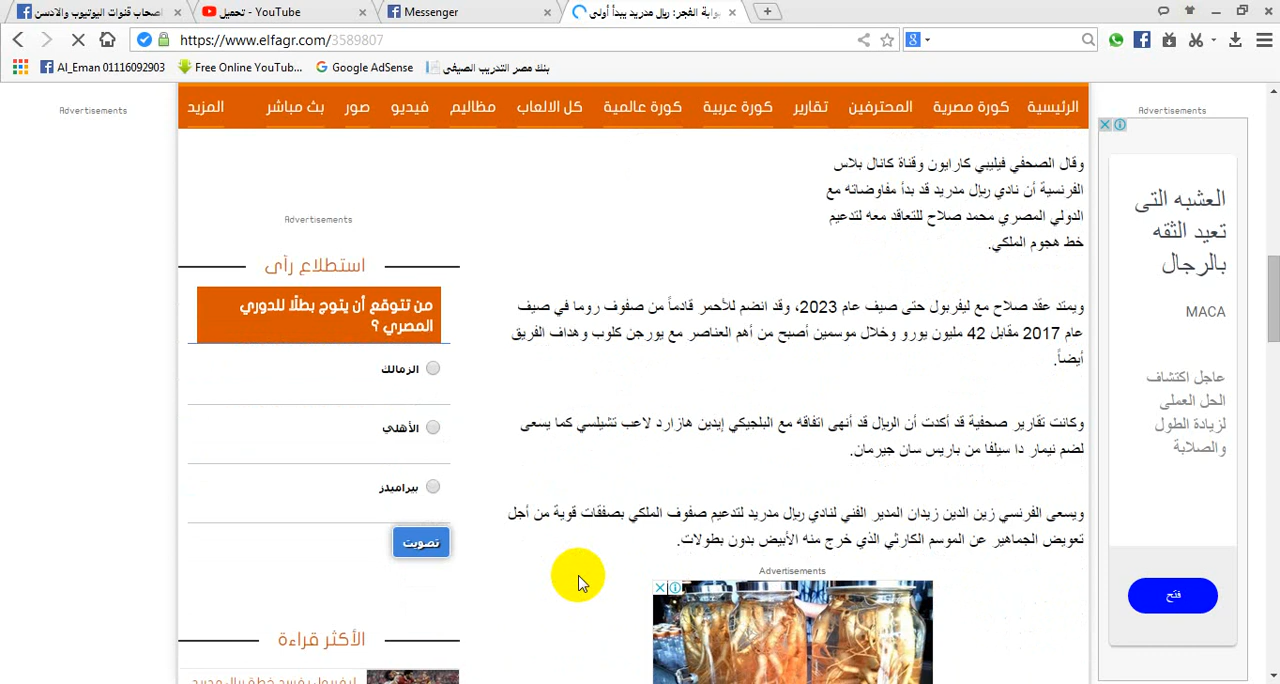 اصحاب قنوات اليوتيوب والادسن
تحميل - YouTube
Messenger
بوابة الفجر: ريال مدريد يبدأ أولى
https://www.elfagr.com/3589807
Al_Eman 01116092903
Free Online YouTub...
Google AdSense
بنك مصر التدريب الصيفى
الرئيسية
كورة مصرية
المحترفين
تقارير
كورة عربية
كورة عالمية
كل الالعاب
مظاليم
فيديو
صور
بث مباشر
المزيد
Advertisements
Advertisements
وقال الصحفي فيليبي كارايون وقناة كانال بلاس
الفرنسية أن نادي ريال مدريد قد بدأ مفاوضاته مع
الدولي المصري محمد صلاح للتعاقد معه لتدعيم
خط هجوم الملكي.
ويمتد عقد صلاح مع ليفربول حتى صيف عام 2023، وقد انضم للأحمر قادماً من صفوف روما في صيف
عام 2017 مقابل 42 مليون يورو وخلال موسمين أصبح من أهم العناصر مع يورجن كلوب وهداف الفريق
أيضاً.
وكانت تقارير صحفية قد أكدت أن الريال قد أنهى اتفاقه مع البلجيكي إيدين هازارد لاعب تشيلسي كما يسعى
لضم نيمار دا سيلفا من باريس سان جيرمان.
ويسعى الفرنسي زين الدين زيدان المدير الفني لنادي ريال مدريد لتدعيم صفوف الملكي بصفقات قوية من أجل
تعويض الجماهير عن الموسم الكارثي الذي خرج منه الأبيض بدون بطولات.
Advertisements
Advertisements
استطلاع رأى
من تتوقع أن يتوج بطلًا للدوري
المصري ؟
الزمالك
الأهلي
بيراميدز
تصويت
الأكثر قراءة
العشبه التى
تعيد الثقه
بالرجال
MACA
عاجل اكتشاف
الحل العملى
لزيادة الطول
والصلابة
فتح